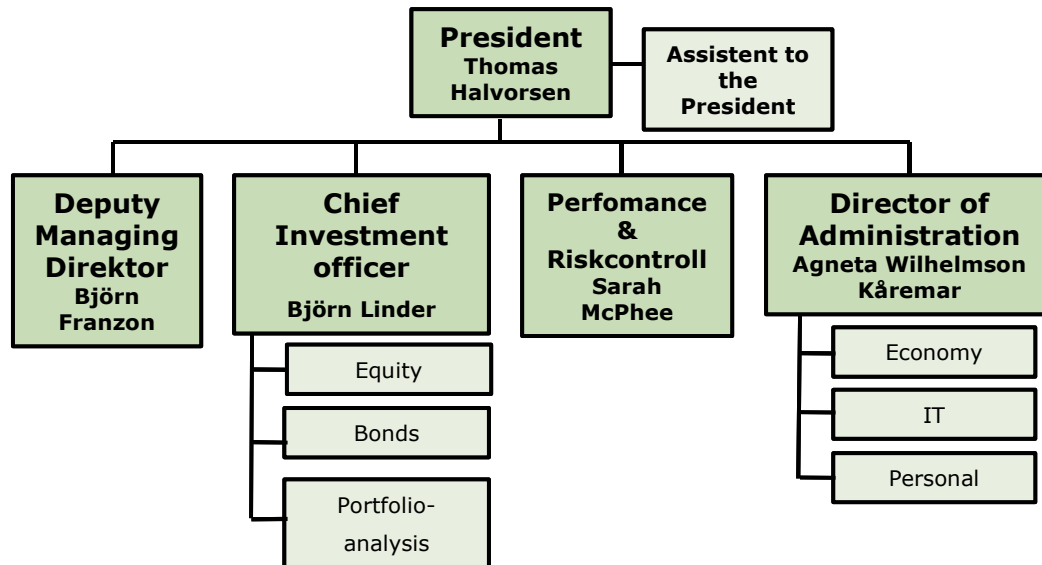 President
Thomas
Halvorsen
Assistent to
the
President
Deputy
Managing
Direktor
Björn
Franzon
Chief
Investment
officer
Björn Linder
Perfomance
&
Riskcontroll
Sarah
McPhee
Director of
Administration
Agneta Wilhelmson
Kåremar
Equity
Bonds
Portfolio-
analysis
Economy
IT
Personal